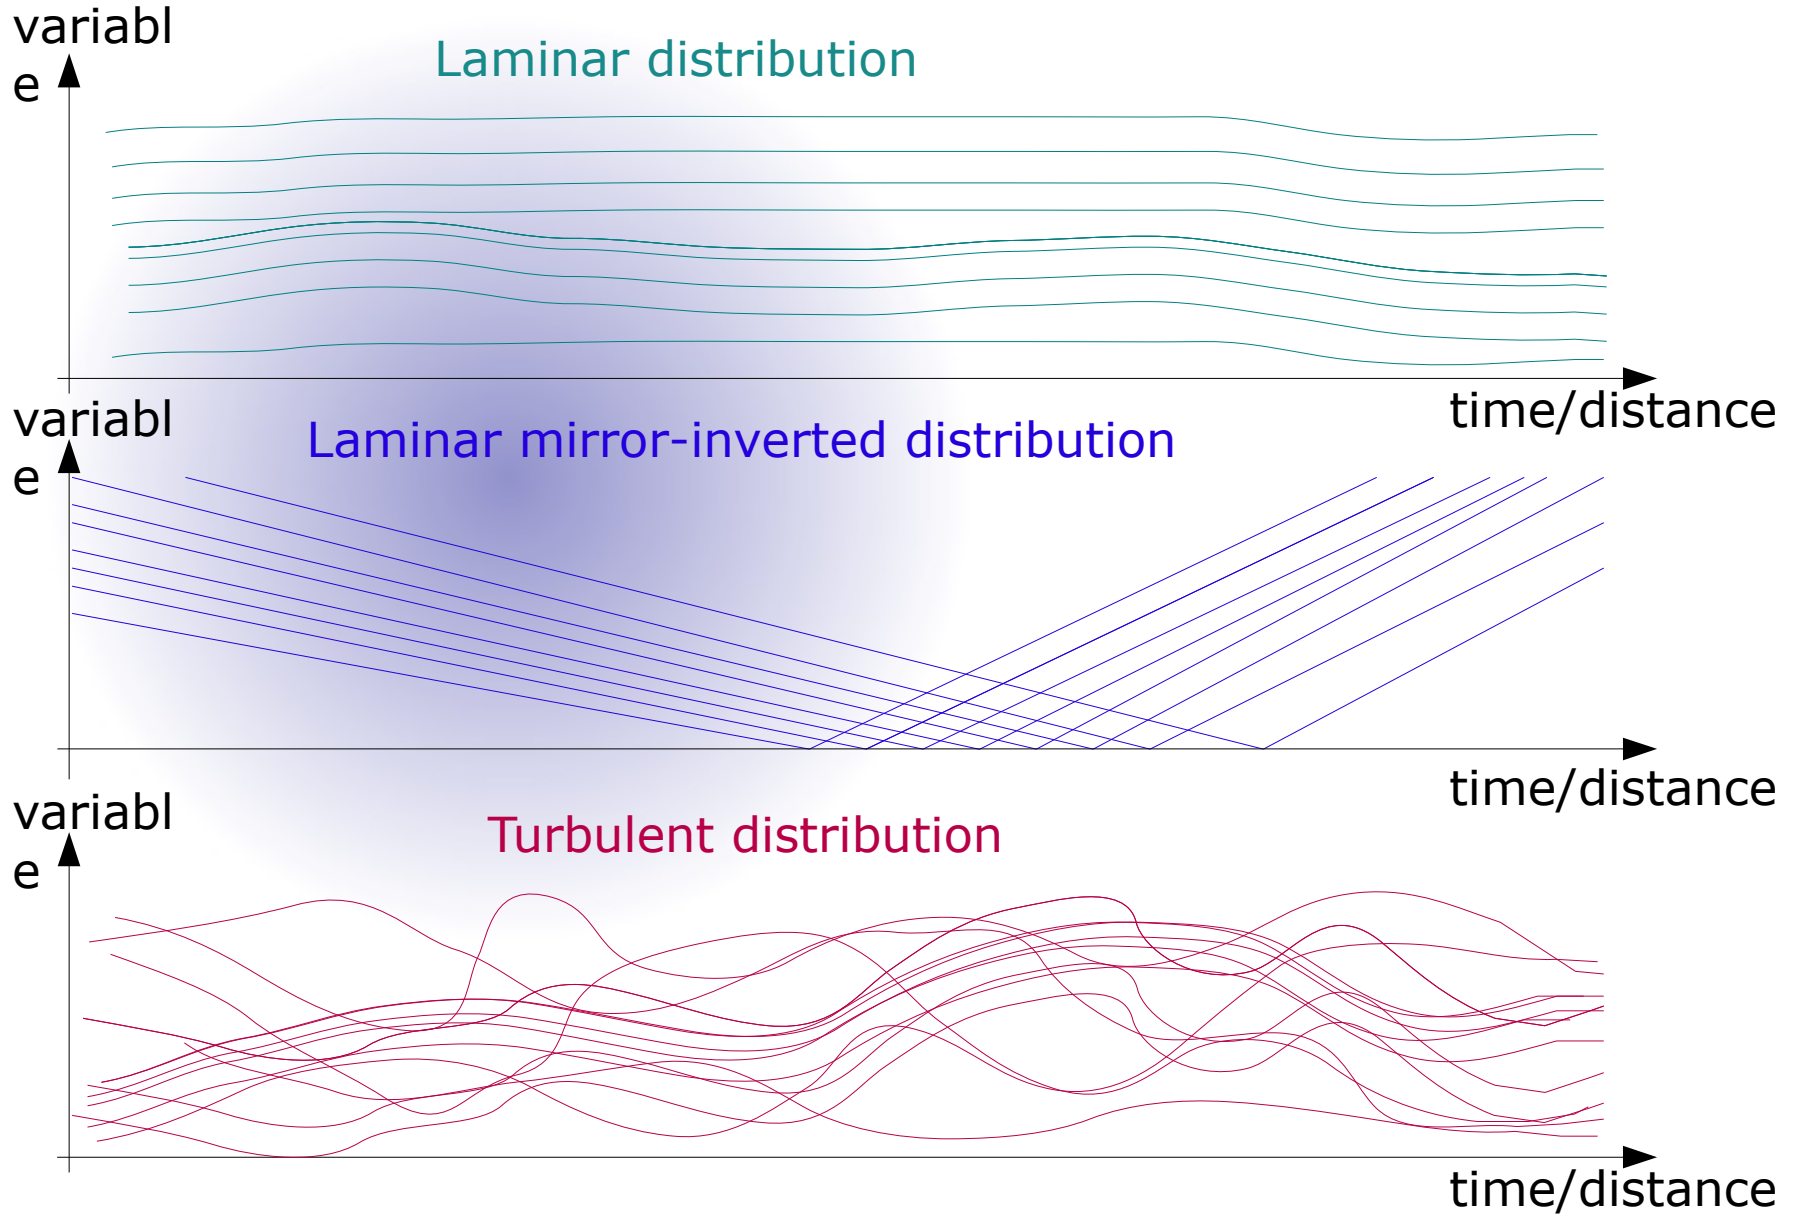 variabl
e
Laminar distribution
time/distance
variabl
e
Laminar mirror-inverted distribution
time/distance
variabl
e
Turbulent distribution
time/distance